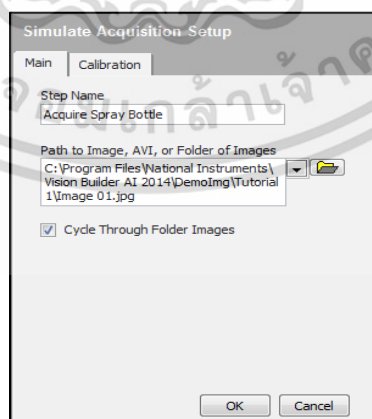 Simulate Acquisition Setup
Main
Calibration
Step Name
Acquire Spray Bottle
Path to Image, AVI, or Folder of Images
C:\Program Files\National Instruments\
Vision Builder AI 2014\DemoImg\Tutorial
1\Image 01.jpg
Cycle Through Folder Images
OK
Cancel